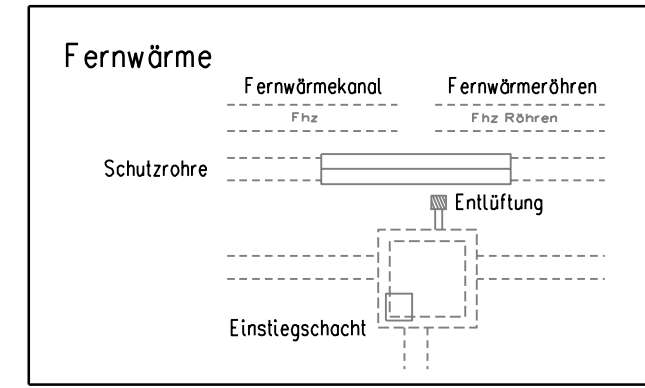 Fernwärme
Fernwärmekanal
Fernwärmeröhren
Fhz
Fhz Röhren
Schutzrohre
Entlüftung
Einstiegschacht